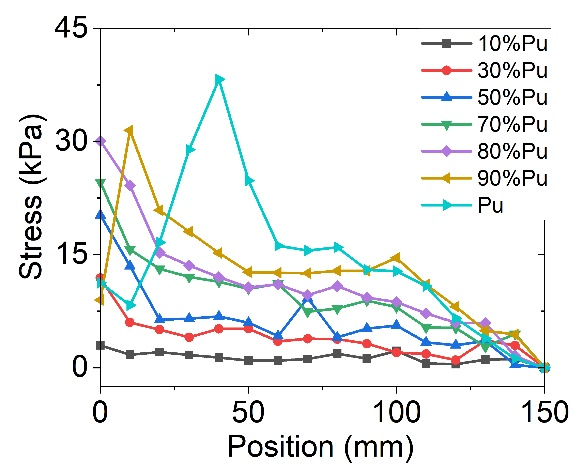 45
30
15
0
Stress (kPa)
10%Pu
30%Pu
50%Pu
70%Pu
80%Pu
90%Pu
Pu
0 50 100 150
Position (mm)